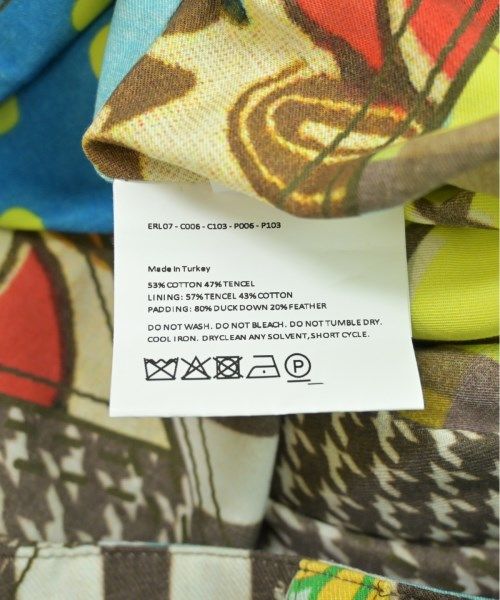 ERL07 - C006 - C103 - P006 - P103
Made In Turkey
53% COTTON 47% TENCEL
LINING: 57% TENCEL 43% COTTON
PADDING: 80% DUCK DOWN 20% FEATHER
DO NOT WASH. DO NOT BLEACH. DO NOT TUMBLE DRY.
COOL IRON. DRYCLEAN ANY SOLVENT, SHORT CYCLE.
P